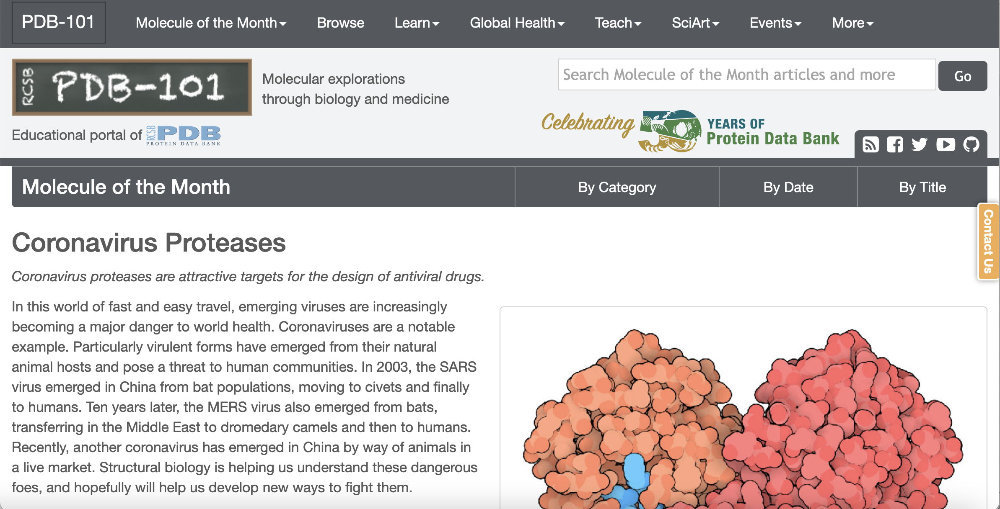 PDB-101
Molecule of the Month
Browse
Learn
Global Health
Teach
SciArt
Events
More
RCSB
PDB-101
Molecular explorations
through biology and medicine
Search Molecule of the Month articles and more
Go
Educational portal of
RCSB
PDB
PROTEIN DATA BANK
Celebrating
50
YEARS OF
Protein Data Bank
Molecule of the Month
By Category
By Date
By Title
Contact Us
Coronavirus Proteases
Coronavirus proteases are attractive targets for the design of antiviral drugs.
In this world of fast and easy travel, emerging viruses are increasingly
becoming a major danger to world health. Coronaviruses are a notable
example. Particularly virulent forms have emerged from their natural
animal hosts and pose a threat to human communities. In 2003, the SARS
virus emerged in China from bat populations, moving to civets and finally
to humans. Ten years later, the MERS virus also emerged from bats,
transferring in the Middle East to dromedary camels and then to humans.
Recently, another coronavirus has emerged in China by way of animals in
a live market. Structural biology is helping us understand these dangerous
foes, and hopefully will help us develop new ways to fight them.